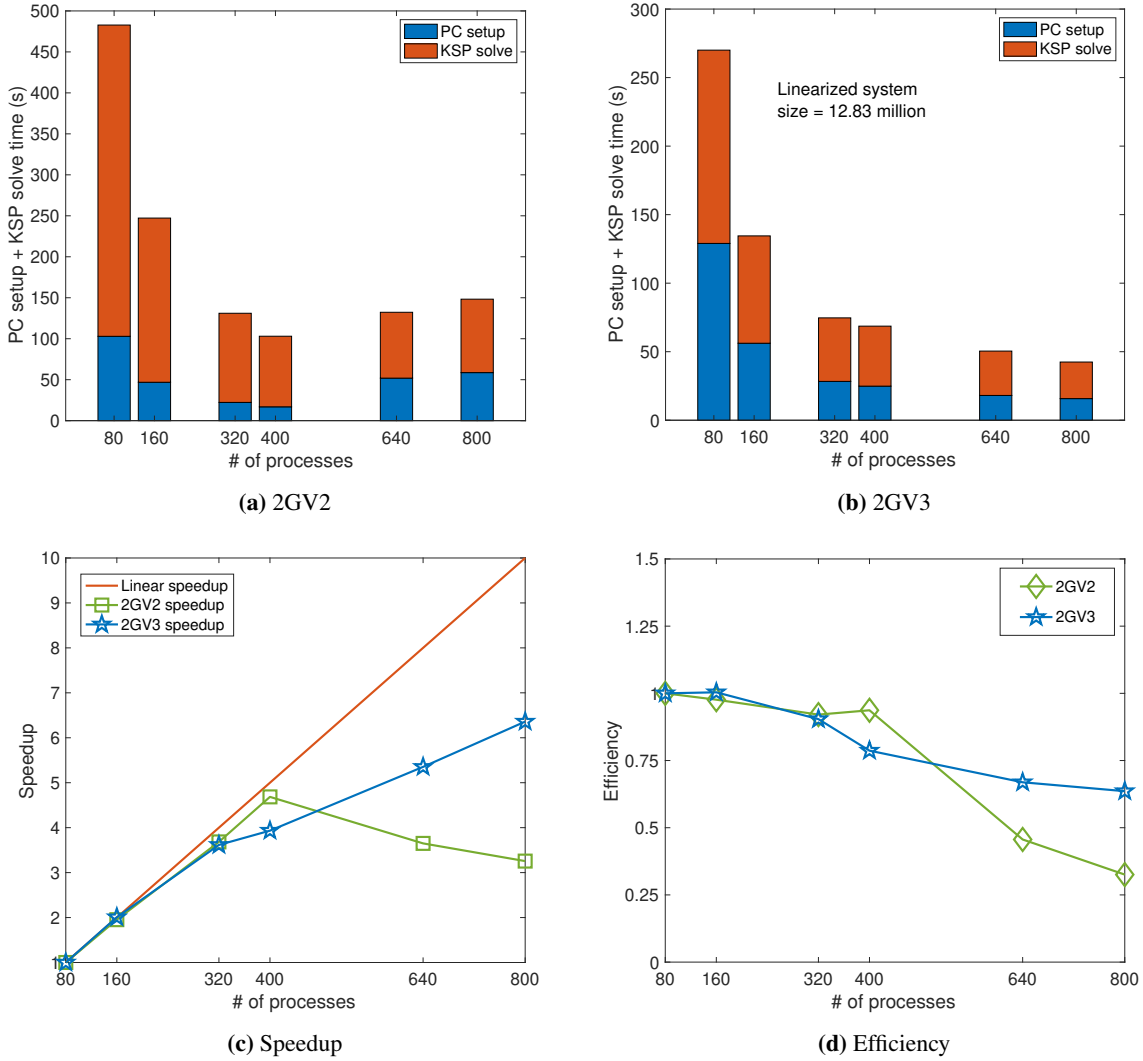 500
450
400
350
300
250
200
150
100
50
0
PC setup + KSP solve time (s)
PC setup
KSP solve
80 160 320 400 640 800
# of processes
(a) 2GV2
300
250
200
150
100
50
0
PC setup + KSP solve time (s)
PC setup
KSP solve
Linearized system
size = 12.83 million
80 160 320 400 640 800
# of processes
(b) 2GV3
10
9
8
7
6
5
4
3
2
1
Speedup
Linear speedup
2GV2 speedup
2GV3 speedup
80 160 320 400 640 800
# of processes
(c) Speedup
1.5
1.25
1
0.75
0.5
0.25
0
Efficiency
2GV2
2GV3
80 160 320 400 640 800
# of processes
(d) Efficiency